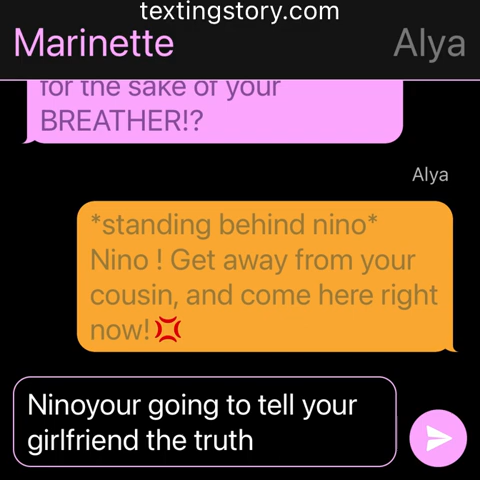 textingstory.com
Marinette
Alya
for the sake of your
BREATHER!?
Alya
*standing behind nino*
Nino ! Get away from your
cousin, and come here right
now!💢
Ninoyour going to tell your
girlfriend the truth